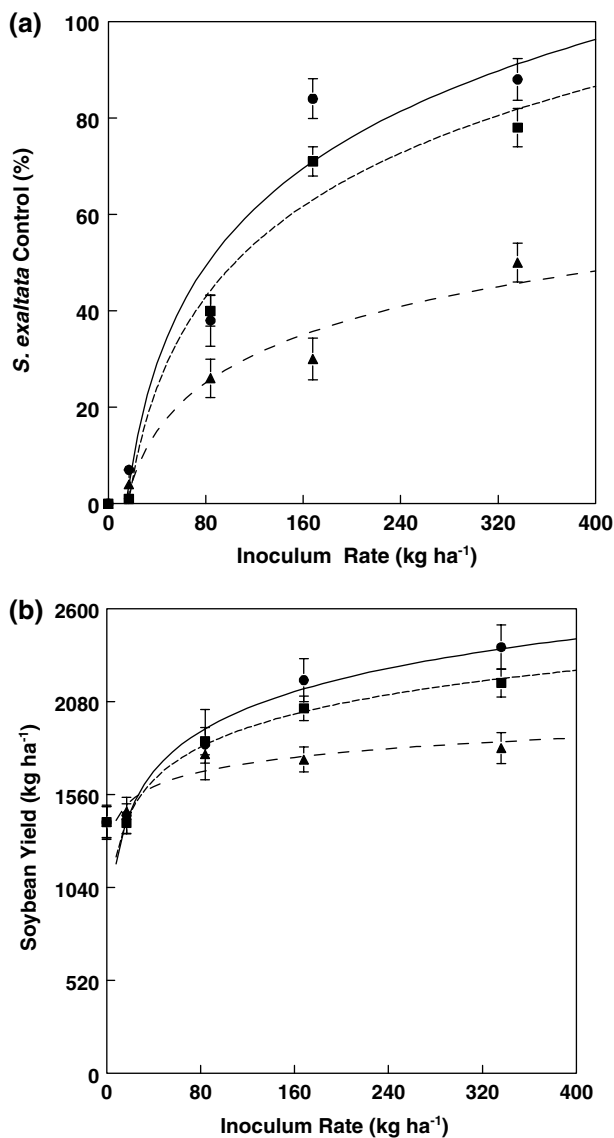 (a)
100
80
60
40
20
0
S. exaltata Control (%)
0 80 160 240 320 400
Inoculum Rate (kg ha-1)
(b)
2600
2080
1560
1040
520
0
Soybean Yield (kg ha-1)
0 80 160 240 320 400
Inoculum Rate (kg ha-1)